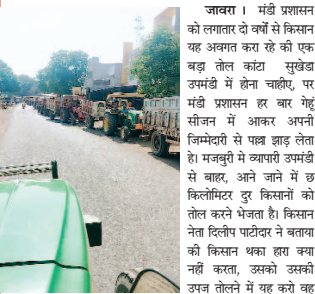 जावरा । मंडी प्रशासन
को लगातार दो वर्षों से किसान
यह अवगत करा रहे की एक
बड़ा तोल कांटा सुखेडा
उपमंडी में होना चाहीए, पर
मंडी प्रशासन हर बार गेहूं
सीजन में आकर अपनी
जिम्मेदारी से पल्ला झाड़ लेता
हे। मजबुरी मे व्यापारी उपमंडी
से बाहर, आने जाने में छ
किलोमिटर दुर किसानों को
तोल करने भेजता है। किसान
नेता दिलीप पाटीदार ने बताया
की किसान थका हारा क्या
नहीं करता, उसको उसकी
उपज तोलने में यह करो वह